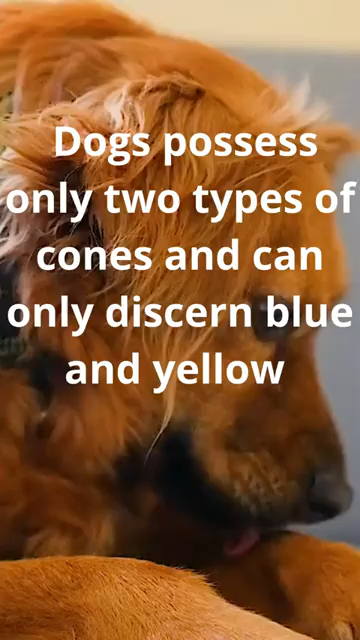 Dogs possess
only two types of
cones and can
only discern blue
and yellow